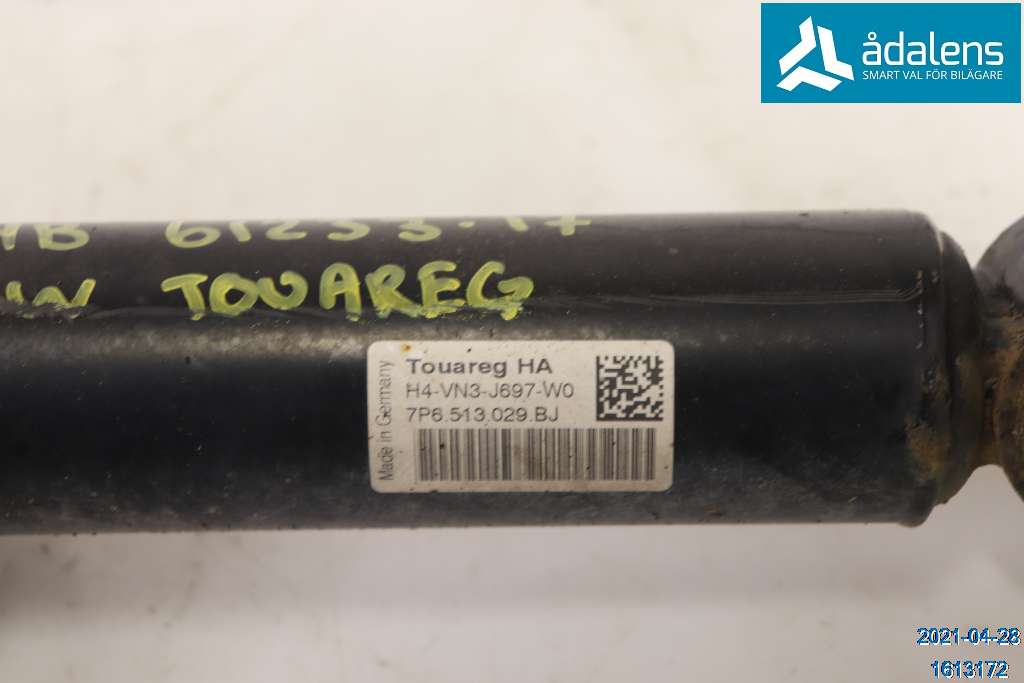 ådalens
SMART VAL FÖR BILÄGARE
61253.17
TOUAREG
Touareg HA
H4-VN3-J697-W0
7P6.513.029.BJ
Made in Germany
2021-04-28
1613172